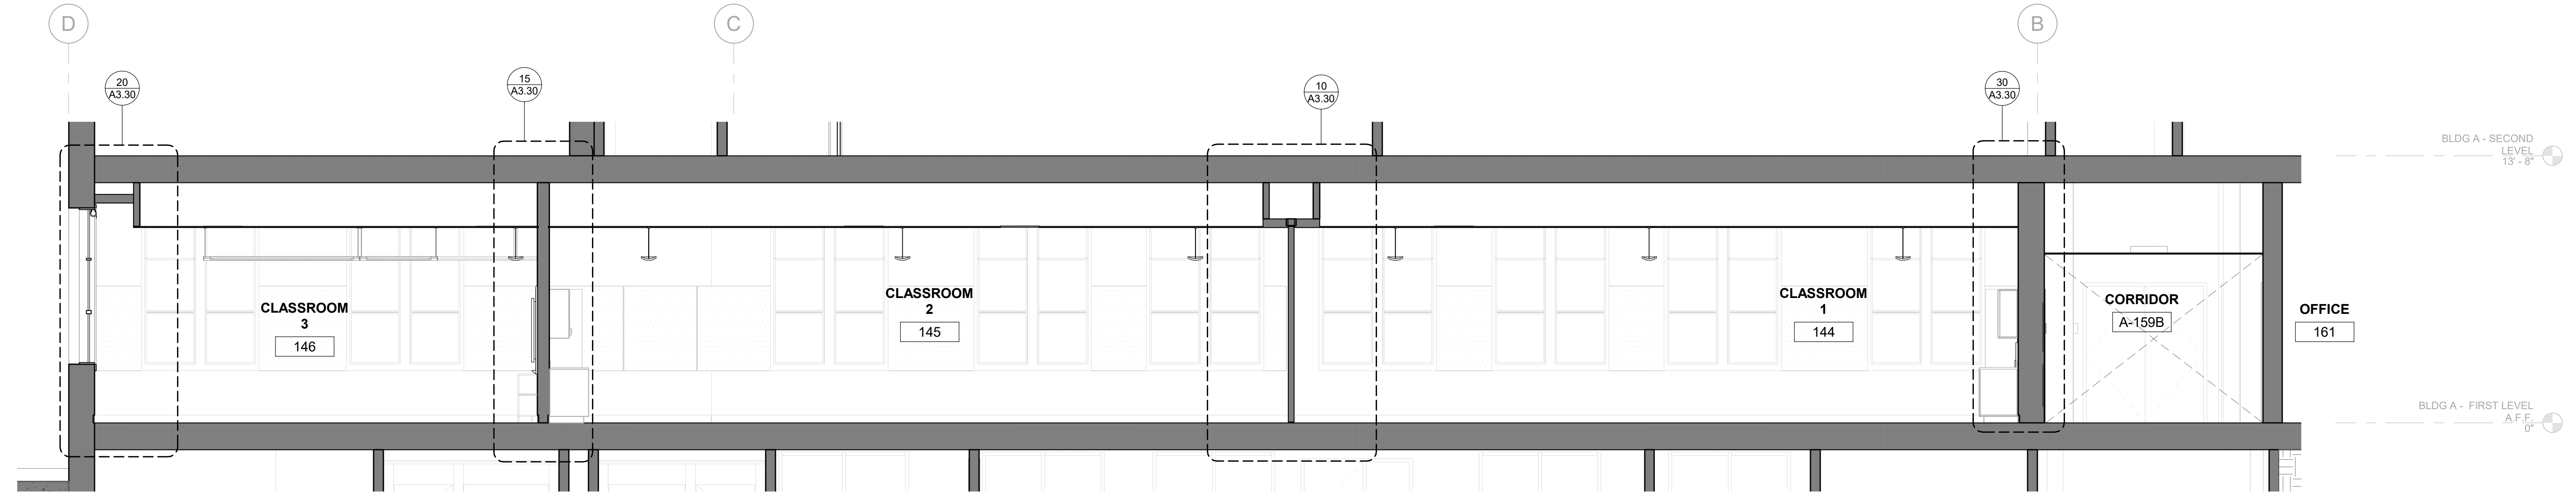 D
C
B
20
A3.30
15
A3.30
10
A3.30
30
A3.30
BLDG A - SECOND
LEVEL
13' - 8"
CLASSROOM
3
146
CLASSROOM
2
145
CLASSROOM
1
144
CORRIDOR
A-159B
OFFICE
161
BLDG A - FIRST LEVEL
A.F.F.
0"